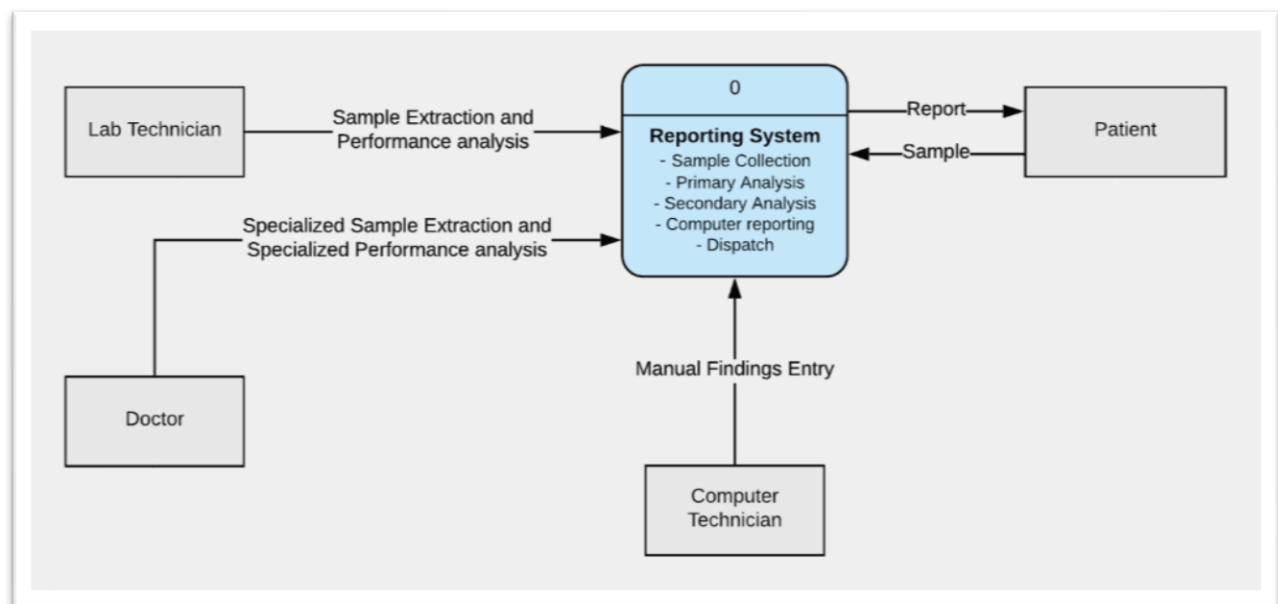 Lab Technician
Sample Extraction and
Performance analysis
0
Reporting System
- Sample Collection
- Primary Analysis
- Secondary Analysis
- Computer reporting
- Dispatch
Report
Sample
Patient
Specialized Sample Extraction and
Specialized Performance analysis
Doctor
Manual Findings Entry
Computer
Technician